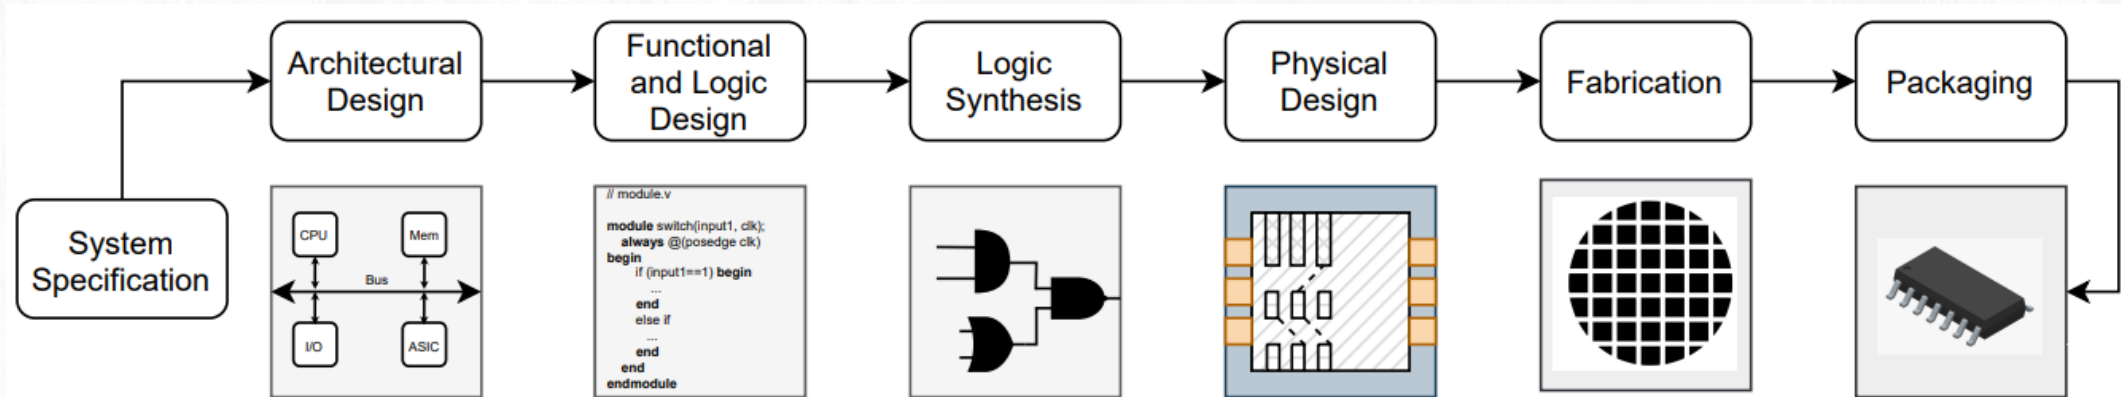 System
Specification
Architectural
Design
Functional
and Logic
Design
Logic
Synthesis
Physical
Design
Fabrication
Packaging
CPU
Mem
Bus
I/O
ASIC
// module.v
module switch(input1, clk);
always @(posedge clk)
begin
if (input1==1) begin
...
end
else if
...
end
end
endmodule